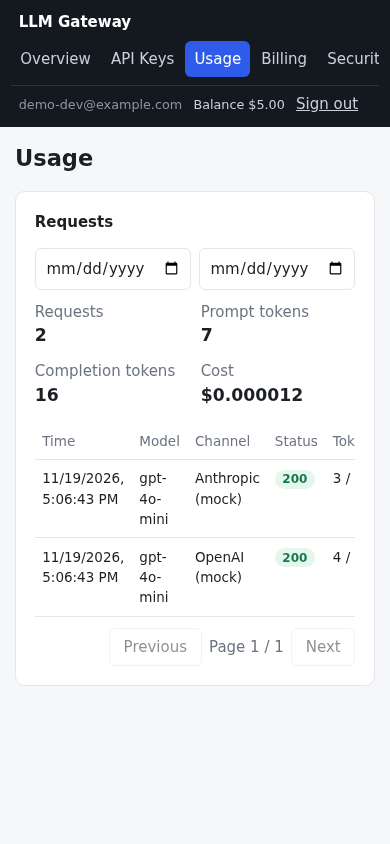 LLM Gateway
Overview API Keys Usage Billing Securit
demo-dev@example.com Balance $5.00 Sign out
Usage
Requests
mm/dd/yyyy mm/dd/yyyy
Requests Prompt tokens
2 7
Completion tokens Cost
16 $0.000012
Time Model Channel Status Tok
11/19/2026, gpt- Anthropic 200 3 /
5:06:43 PM 4o- (mock)
mini
11/19/2026, gpt- OpenAI 200 4 /
5:06:43 PM 4o- (mock)
mini
Previous Page 1 / 1 Next